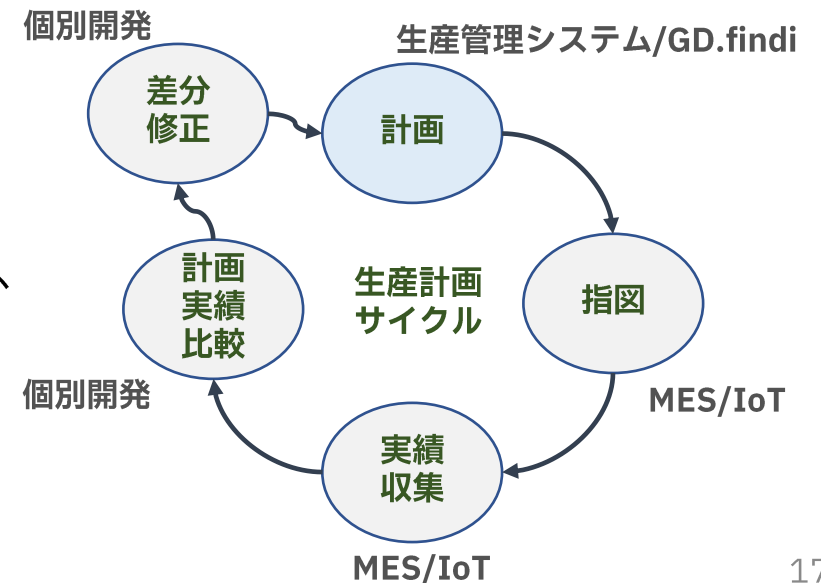 個別開発
生産管理システム/GD.findi
差分
修正
計画
計画
実績
比較
生産計画
サイクル
指図
個別開発
MES/IoT
実績
収集
MES/IoT
17